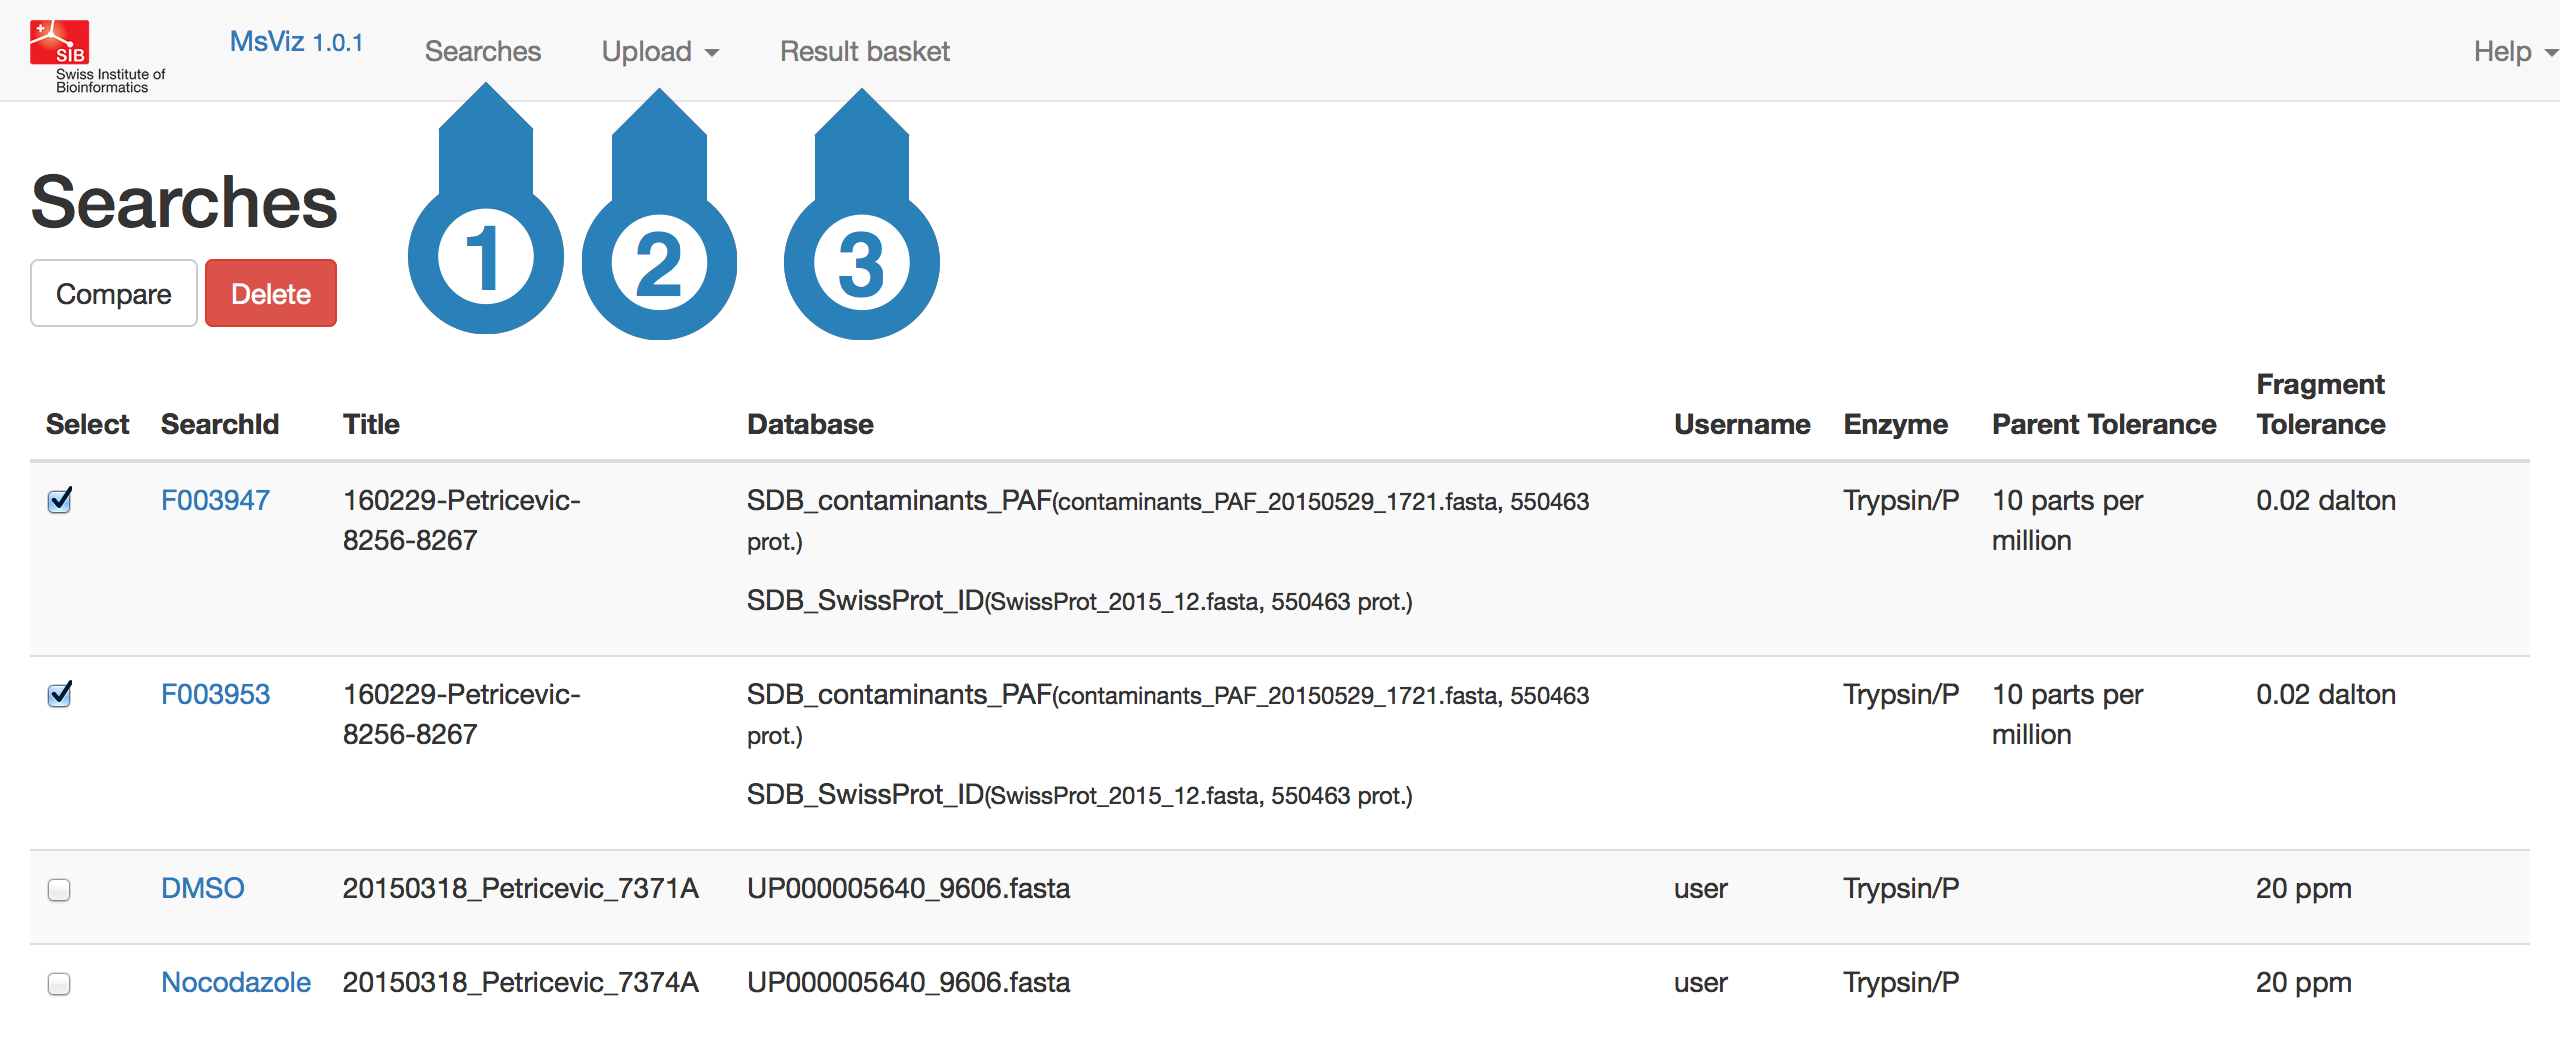 SIB
Swiss Institute of
Bioinformatics
MsViz 1.0.1
Searches
Upload
Result basket
Help
1
2
3
Searches
Compare
Delete
Select SearchId Title Database Username Enzyme Parent Tolerance Fragment
Tolerance
F003947 160229-Petricevic- SDB_contaminants_PAF(contaminants_PAF_20150529_1721.fasta, 550463 Trypsin/P 10 parts per 0.02 dalton
8256-8267 prot.) million
SDB_SwissProt_ID(SwissProt_2015_12.fasta, 550463 prot.)
F003953 160229-Petricevic- SDB_contaminants_PAF(contaminants_PAF_20150529_1721.fasta, 550463 Trypsin/P 10 parts per 0.02 dalton
8256-8267 prot.) million
SDB_SwissProt_ID(SwissProt_2015_12.fasta, 550463 prot.)
DMSO 20150318_Petricevic_7371A UP000005640_9606.fasta user Trypsin/P 20 ppm
Nocodazole 20150318_Petricevic_7374A UP000005640_9606.fasta user Trypsin/P 20 ppm